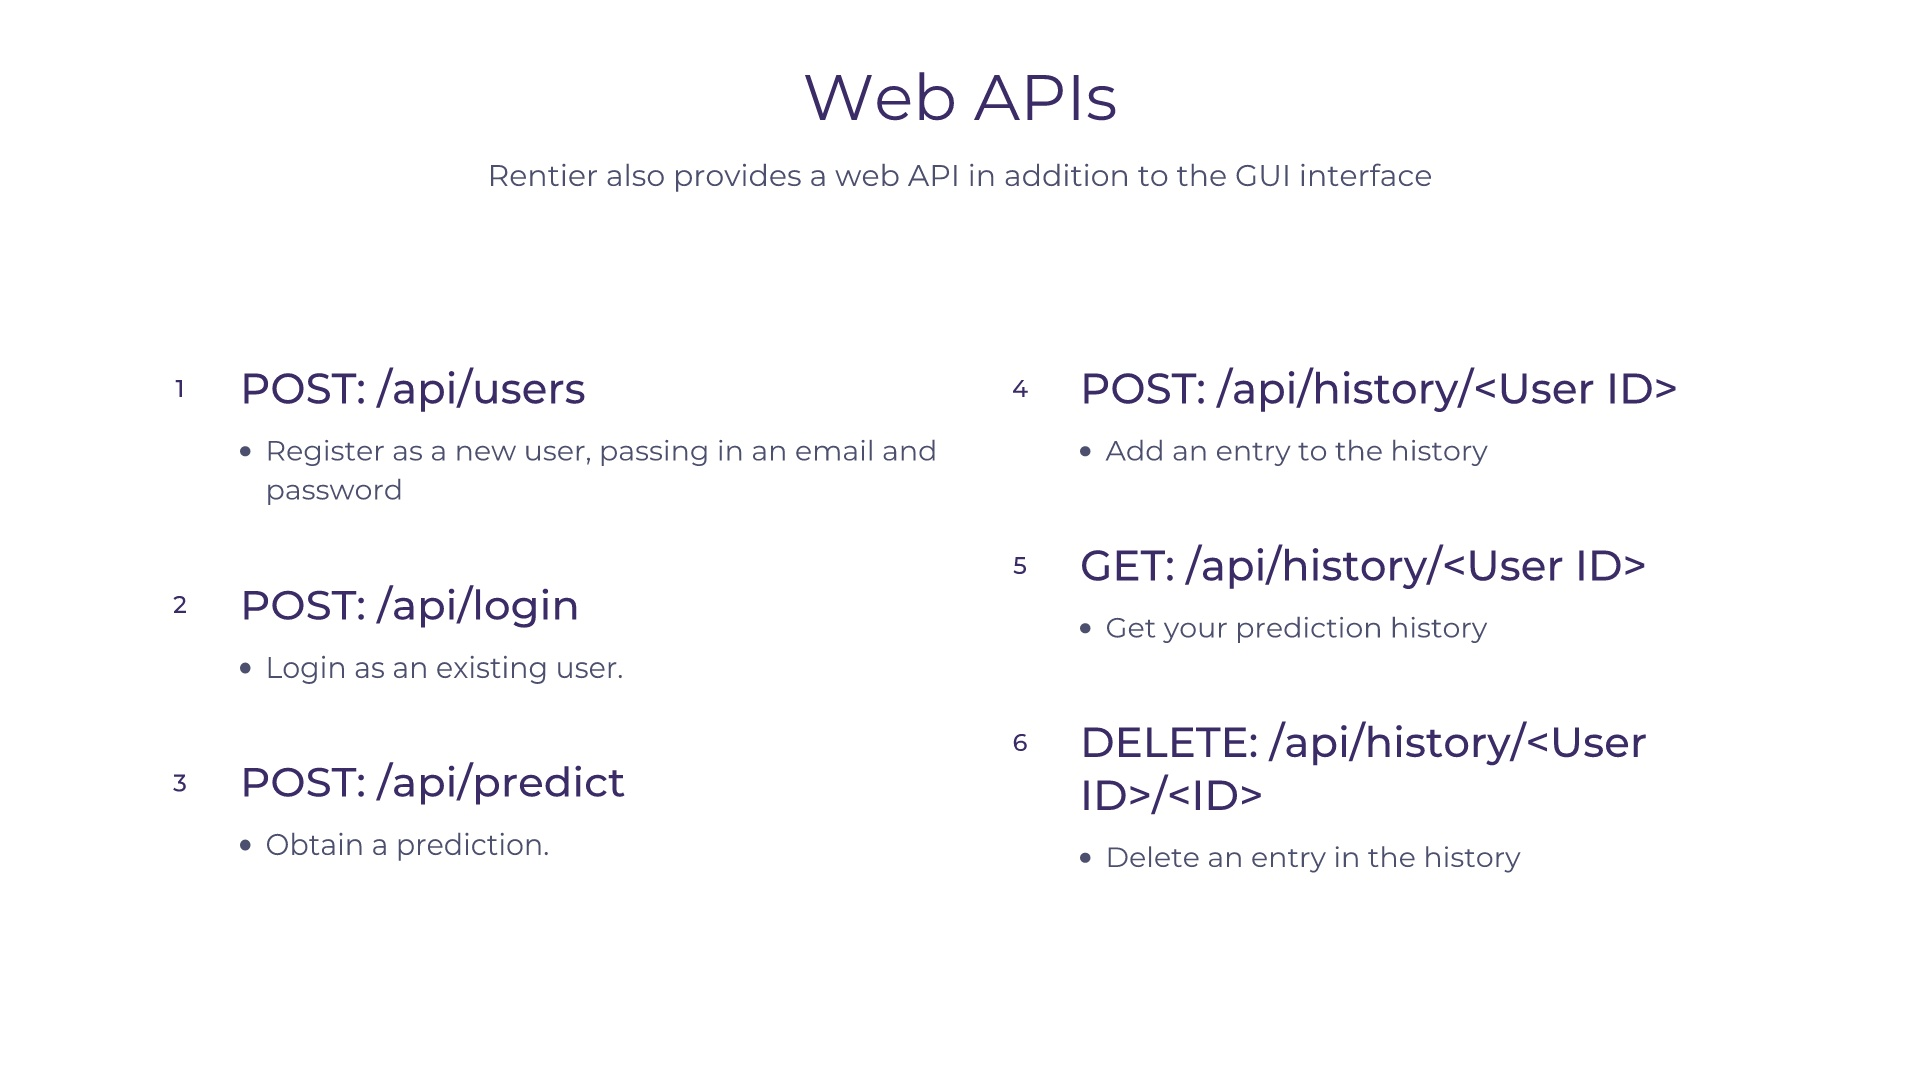 Web APIs
Rentier also provides a web API in addition to the GUI interface
1 POST: /api/users
• Register as a new user, passing in an email and
password
2 POST: /api/login
• Login as an existing user.
3 POST: /api/predict
• Obtain a prediction.
4 POST: /api/history/<User ID>
• Add an entry to the history
5 GET: /api/history/<User ID>
• Get your prediction history
6 DELETE: /api/history/<User
ID>/<ID>
• Delete an entry in the history